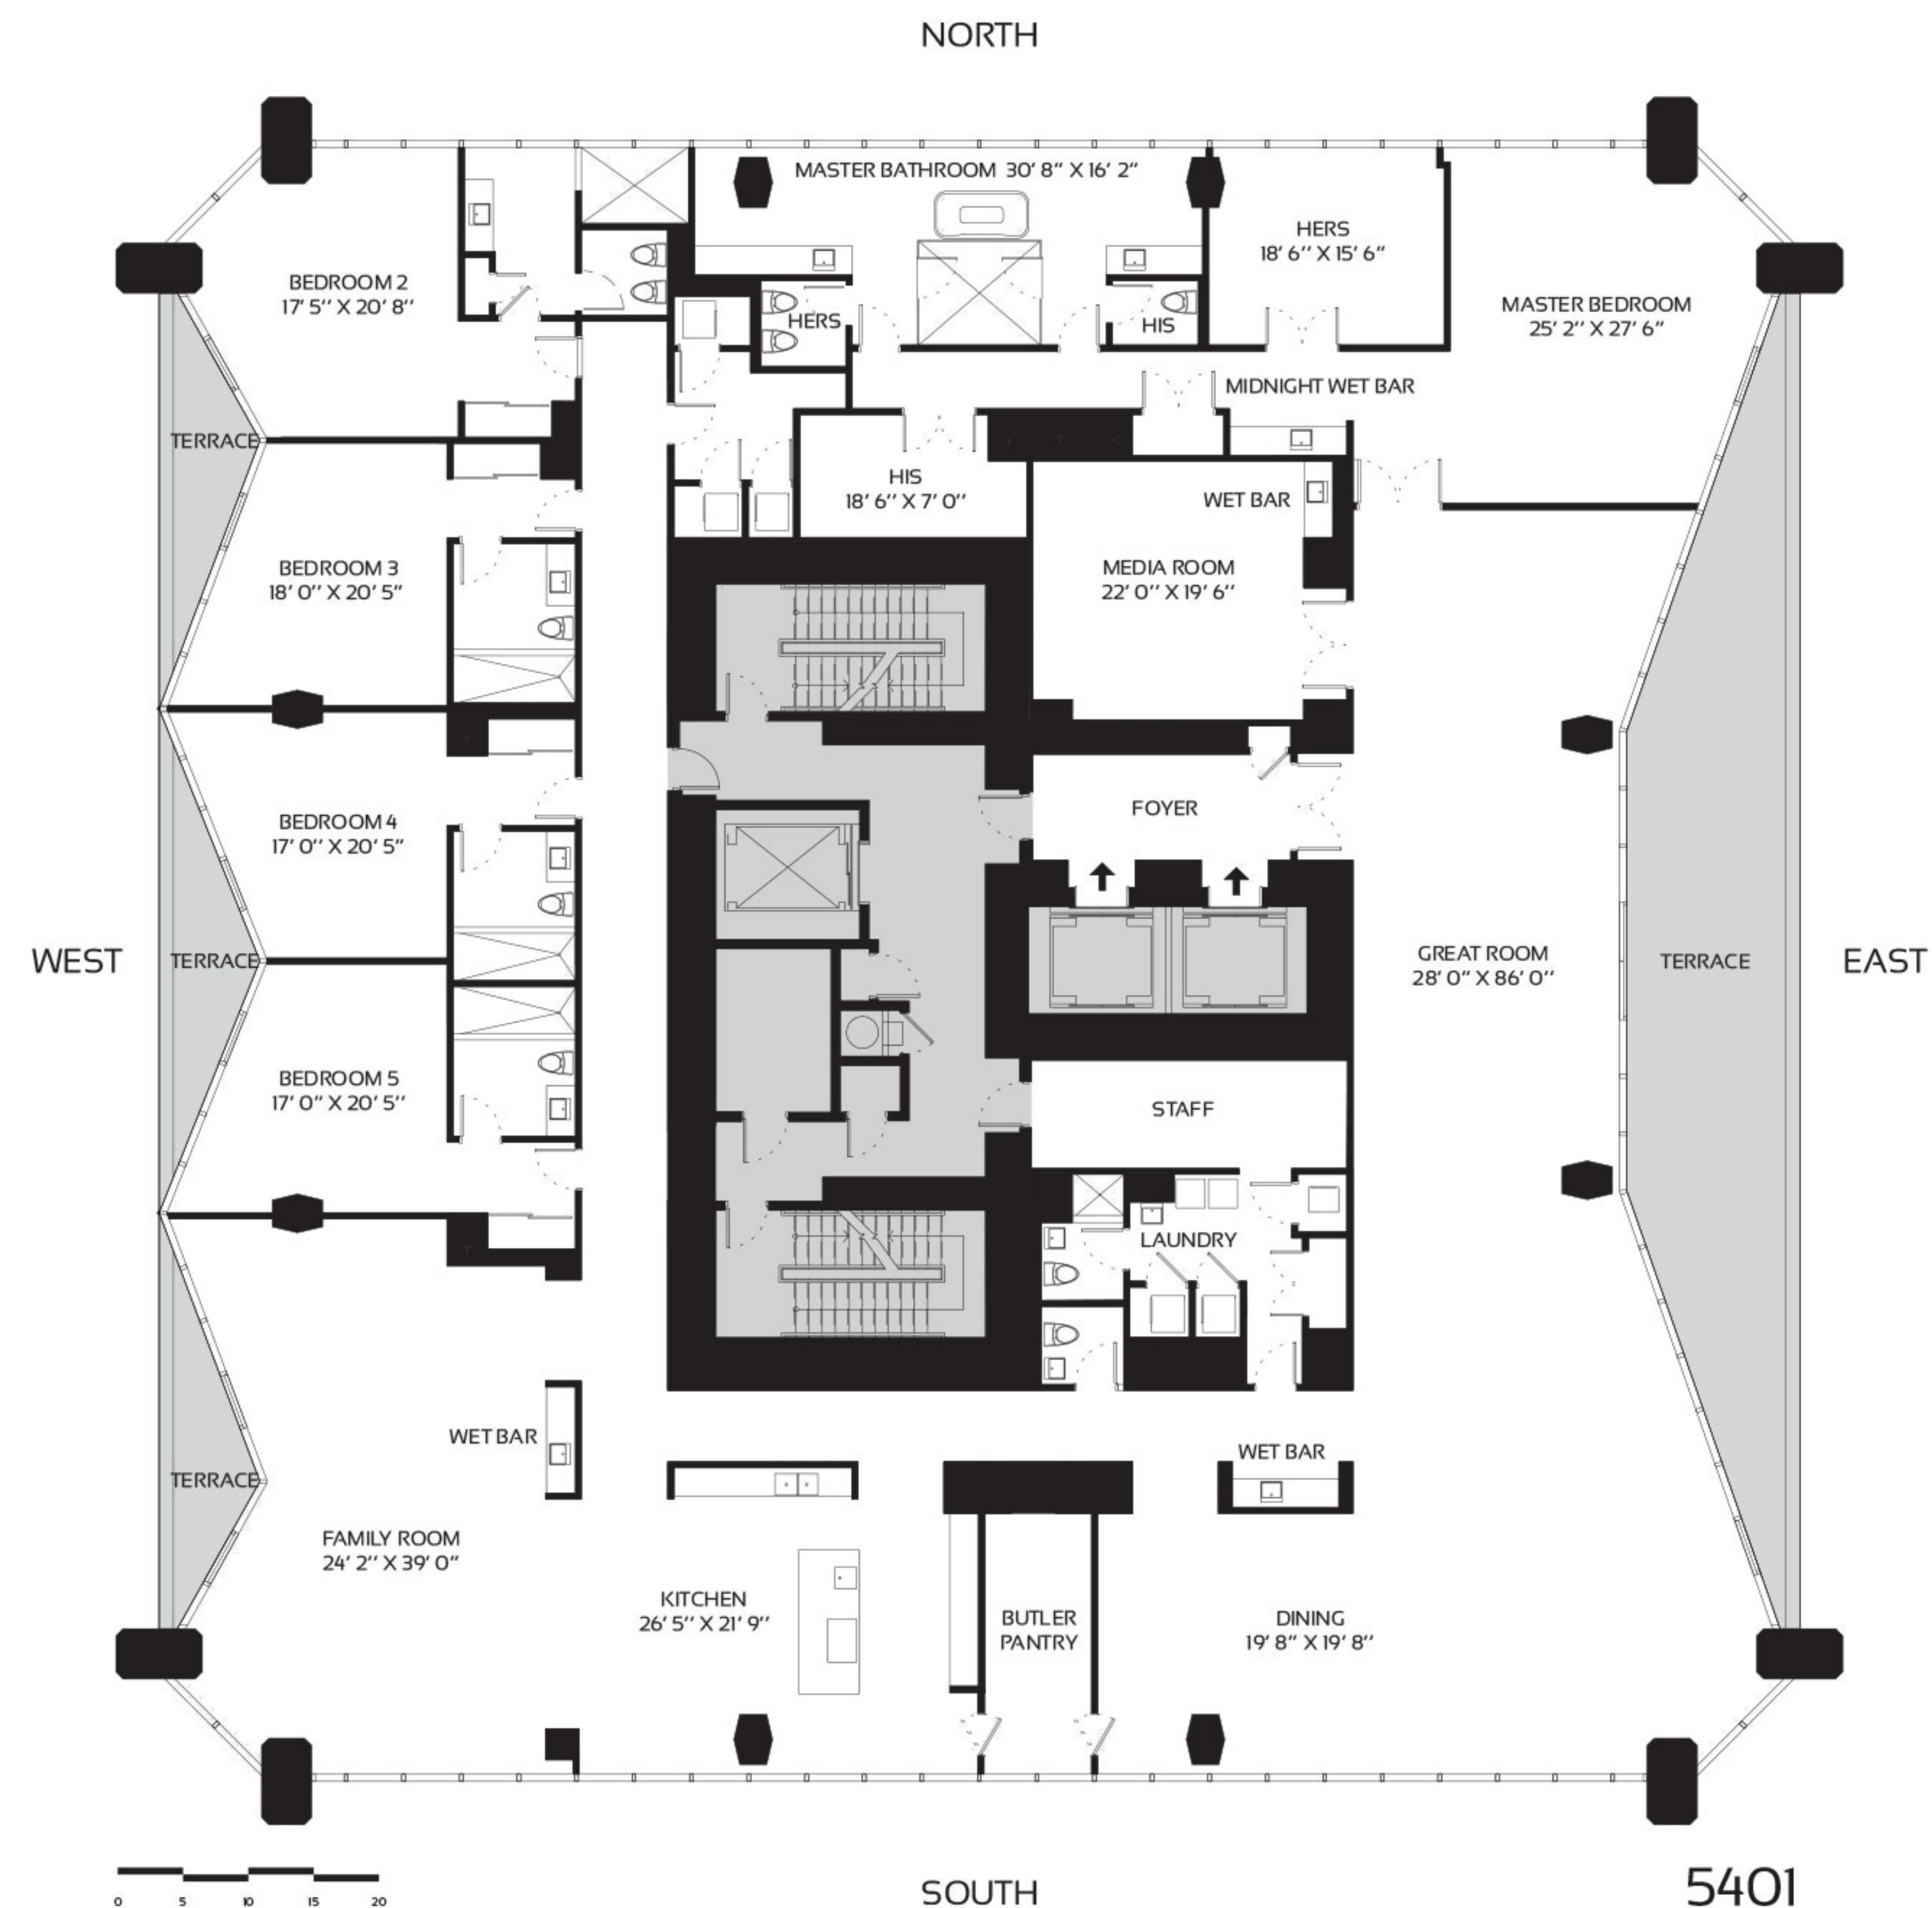 NORTH
MASTER BATHROOM 30' 8" X 16' 2"
HERS
18' 6'' X 15' 6''
BEDROOM 2
17' 5'' X 20' 8''
MASTER BEDROOM
25' 2'' X 27' 6''
HERS
HIS
MIDNIGHT WET BAR
TERRACE
HIS
18' 6'' X 7' 0''
WET BAR
BEDROOM 3
18' 0'' X 20' 5"
MEDIA ROOM
22' 0'' X 19' 6''
FOYER
BEDROOM 4
17' 0'' X 20' 5''
WEST
TERRACE
GREAT ROOM
28' 0" X 86' 0''
TERRACE
EAST
BEDROOM 5
17' 0'' X 20' 5''
STAFF
LAUNDRY
WET BAR
WET BAR
TERRACE
FAMILY ROOM
24' 2'' X 39' 0"
KITCHEN
26' 5'' X 21' 9''
BUTLER
PANTRY
DINING
19' 8'' X 19' 8''
0 5 10 15 20
SOUTH
5401